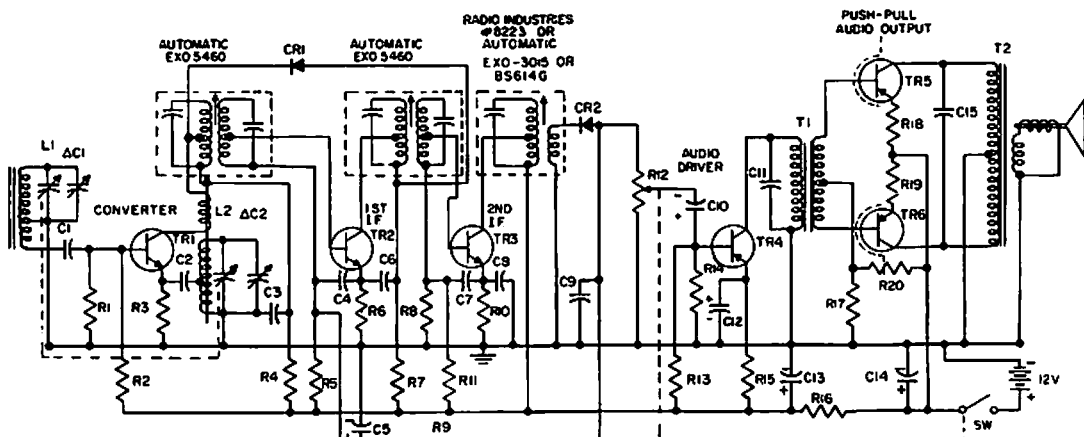 RADIO INDUSTRIES
#8223 OR
AUTOMATIC
EXO-3015 OR
BS614G
AUTOMATIC
EXO 5460
CR1
AUTOMATIC
EXO 5460
PUSH-PULL
AUDIO OUTPUT
T2
TR5
CR2
L1
ΔC1
T1
C15
R18
AUDIO
DRIVER
R12
C11
R19
CONVERTER
L2
ΔC2
1ST
IF
2ND
IF
C10
TR6
C1
TR1
TR2
TR3
TR4
C2
C6
C8
R14
R20
C3
C4
C7
C9
R1
R3
R6
R8
R10
C12
R17
R2
R4
R5
R7
R11
R13
R15
C13
C14
12V
R16
C5
R9
SW